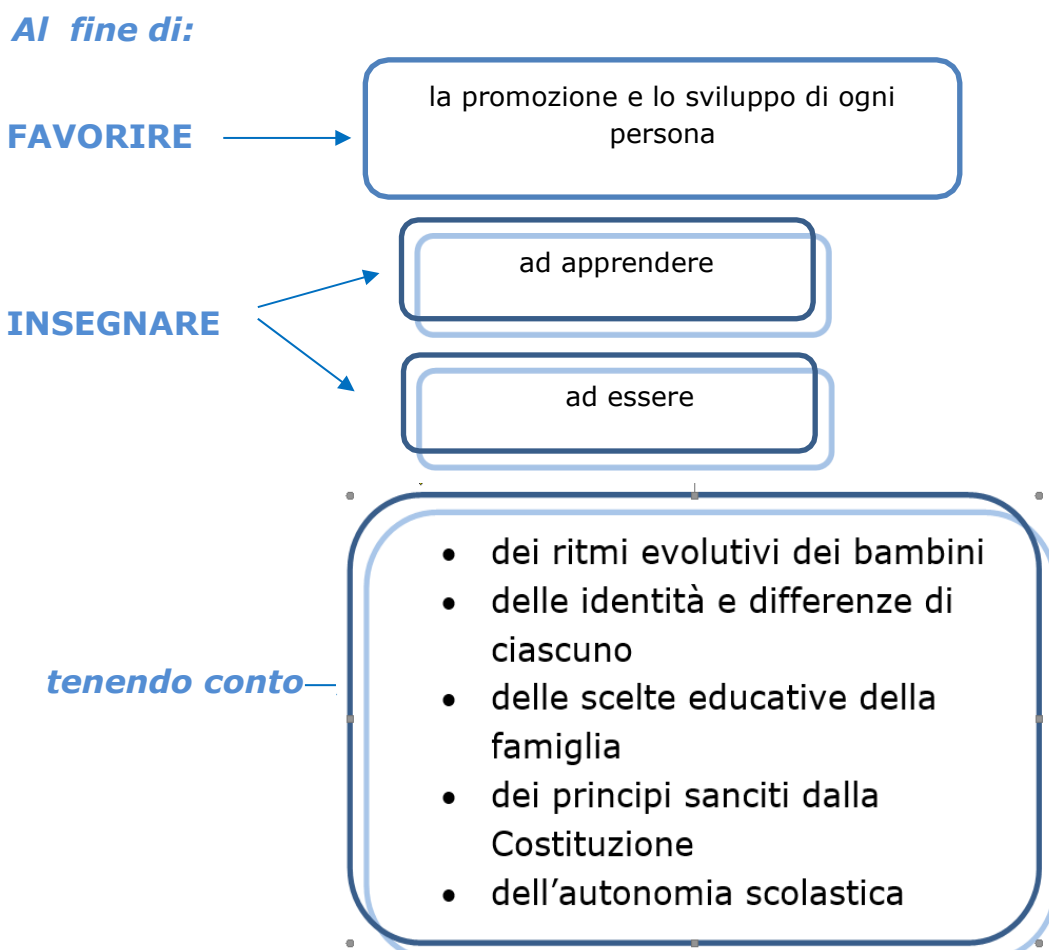 Al fine di:
FAVORIRE
la promozione e lo sviluppo di ogni
persona
INSEGNARE
ad apprendere
ad essere
tenendo conto
• dei ritmi evolutivi dei bambini
• delle identità e differenze di
ciascuno
• delle scelte educative della
famiglia
• dei principi sanciti dalla
Costituzione
• dell’autonomia scolastica